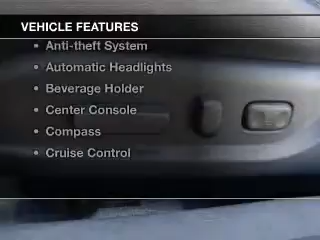 VEHICLE FEATURES
• Anti-theft System
• Automatic Headlights
• Beverage Holder
• Center Console
• Compass
• Cruise Control